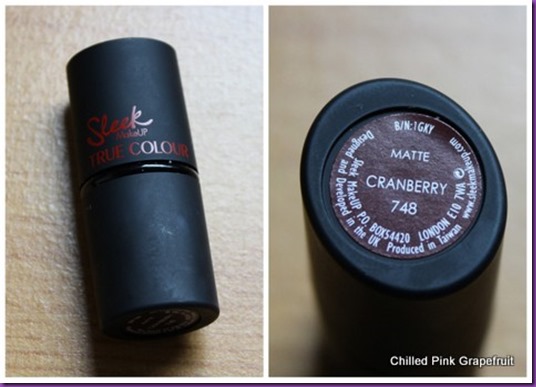 Sleek
MakeUP
TRUE COLOUR
B/N:1GKY
MATTE
CRANBERRY
748
www.sleekmakeup.com
Sleek MakeUP P.O. BOX54420 LONDON E10 7WA
Designed and Developed in the UK Produced in Taiwan
Chilled Pink Grapefruit